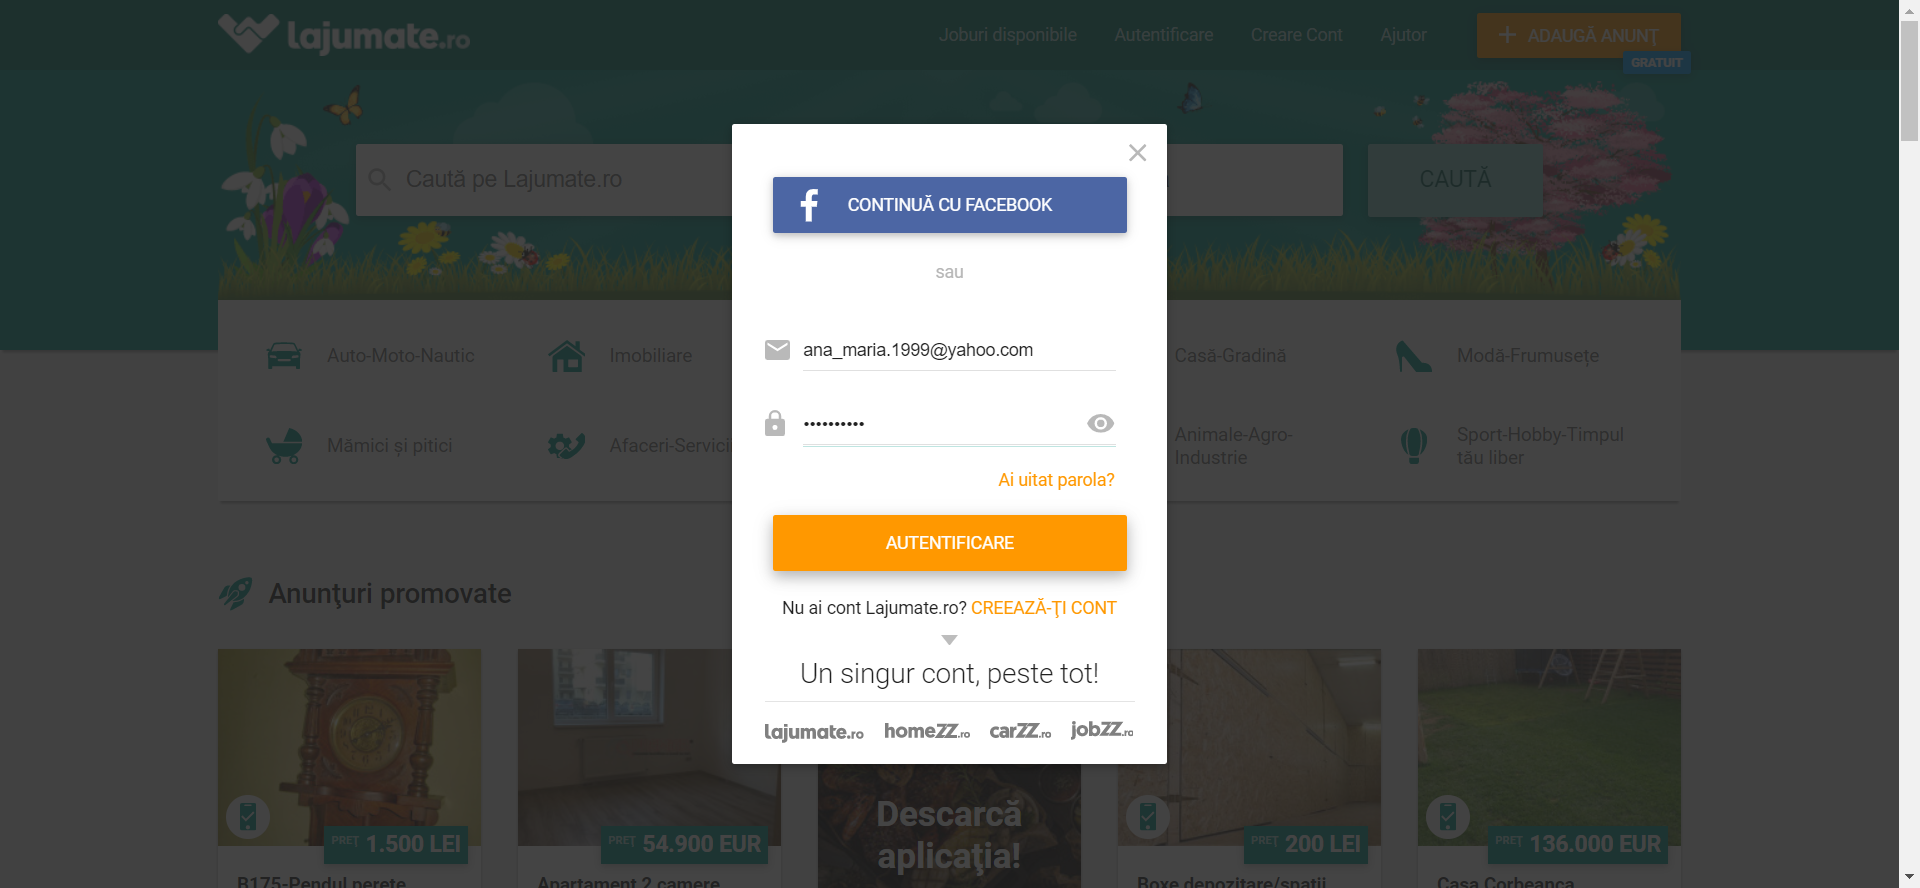 lajumate.ro
Joburi disponibile
Autentificare
Creare Cont
Ajutor
ADAUGĂ ANUNŢ
GRATUIT
Caută pe Lajumate.ro
CAUTĂ
CONTINUĂ CU FACEBOOK
sau
ana_maria.1999@yahoo.com
••••••••••
Ai uitat parola?
AUTENTIFICARE
Nu ai cont Lajumate.ro? CREEAZĂ-ŢI CONT
Un singur cont, peste tot!
lajumate.ro
homeZZ.ro
carZZ.ro
jobZZ.ro
Auto-Moto-Nautic
Imobiliare
Casă-Gradină
Modă-Frumusețe
Mămici și pitici
Afaceri-Servicii
Animale-Agro-
Industrie
Sport-Hobby-Timpul
tău liber
Anunţuri promovate
PREȚ 1.500 LEI
PREȚ 54.900 EUR
Descarcă
aplicaţia!
PREȚ 200 LEI
PREȚ 136.000 EUR
B175-Pendul perete
Apartament 2 camere
Boxe depozitare/spatii
Casa Corbeanca